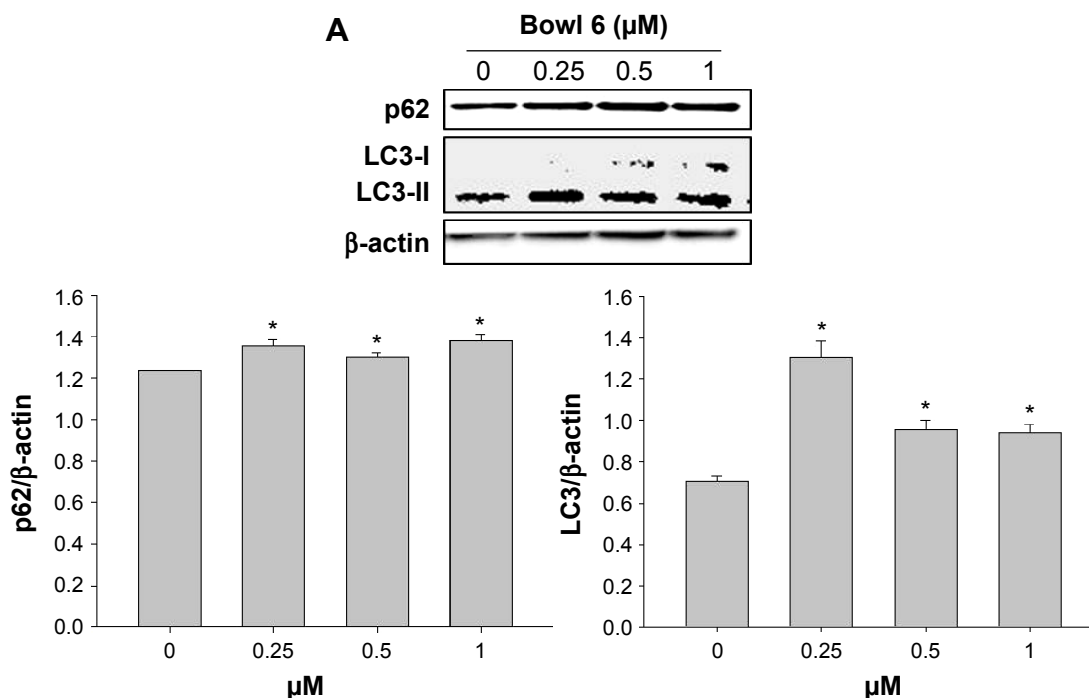 A
Bowl 6 (µM)
0 0.25 0.5 1
p62
LC3-I
LC3-II
β-actin
1.6
1.4
1.2
1.0
0.8
0.6
0.4
0.2
0.0
p62/β-actin
* * *
0 0.25 0.5 1
µM
1.6
1.4
1.2
1.0
0.8
0.6
0.4
0.2
0.0
LC3/β-actin
* * *
0 0.25 0.5 1
µM